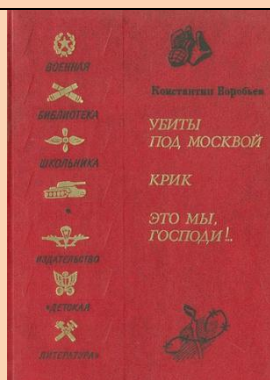 ВОЕННАЯ
БИБЛИОТЕКА
ШКОЛЬНИКА
ИЗДАТЕЛЬСТВО
«ДЕТСКАЯ
ЛИТЕРАТУРА»
Константин Воробьев
УБИТЫ
ПОД МОСКВОЙ
КРИК
ЭТО МЫ,
ГОСПОДИ!..